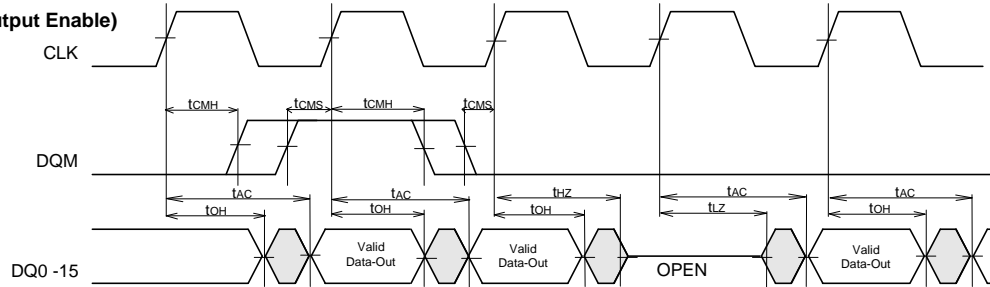 tput Enable)
CLK
tCMH
tCMS
tCMH
tCMS
DQM
tAC
tAC
tHZ
tAC
tAC
tOH
tOH
tOH
tLZ
tOH
Valid
Data-Out
Valid
Data-Out
Valid
Data-Out
OPEN
DQ0 -15